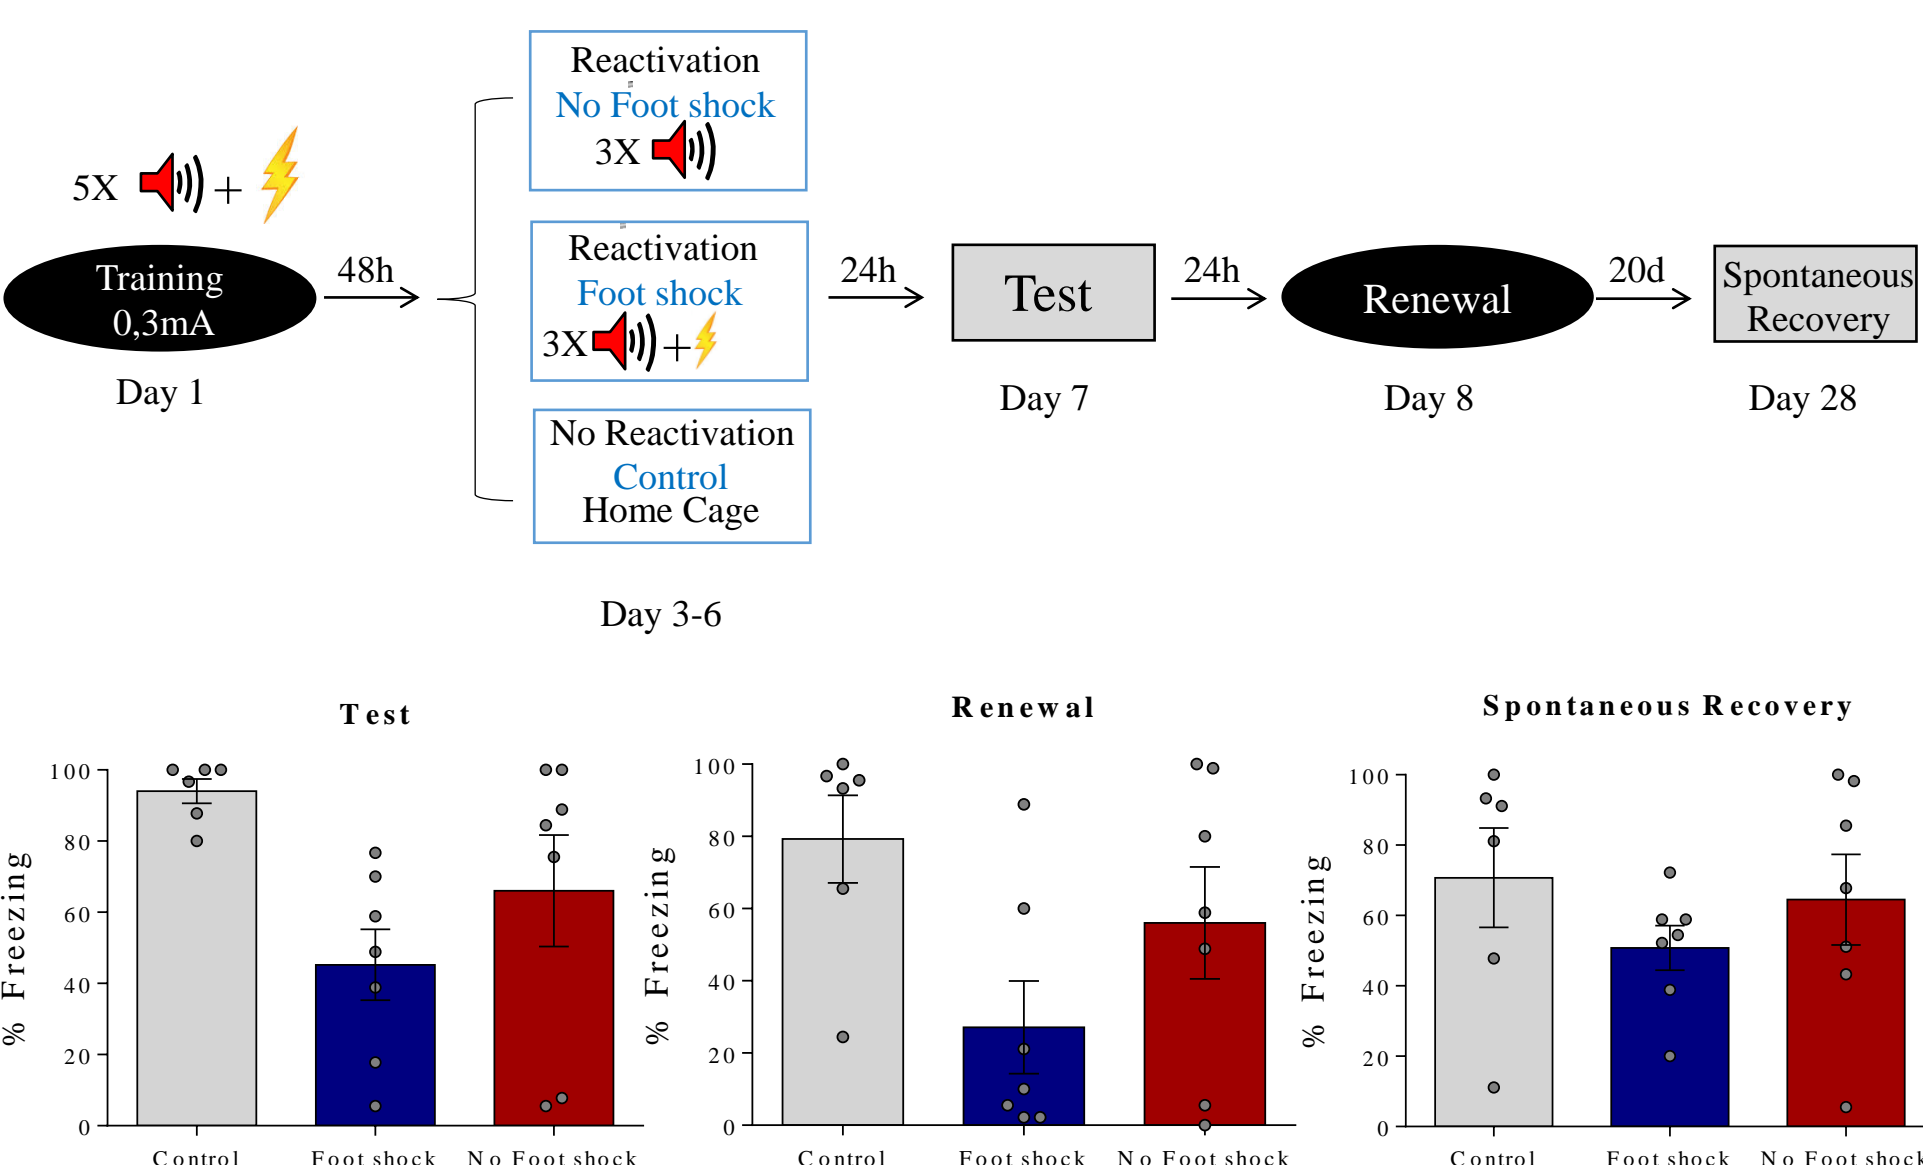 Reactivation
No Foot shock
3X
5X +
Training
0,3mA
Day 1
48h
Reactivation
Foot shock
3X +
No Reactivation
Control
Home Cage
Day 3-6
24h
Test
Day 7
24h
Renewal
Day 8
20d
Spontaneous
Recovery
Day 28
Test
% Freezing
100
80
60
40
20
0
Control Foot shock No Foot shock
Renewal
% Freezing
100
80
60
40
20
0
Control Foot shock No Foot shock
Spontaneous Recovery
% Freezing
100
80
60
40
20
0
Control Foot shock No Foot shock